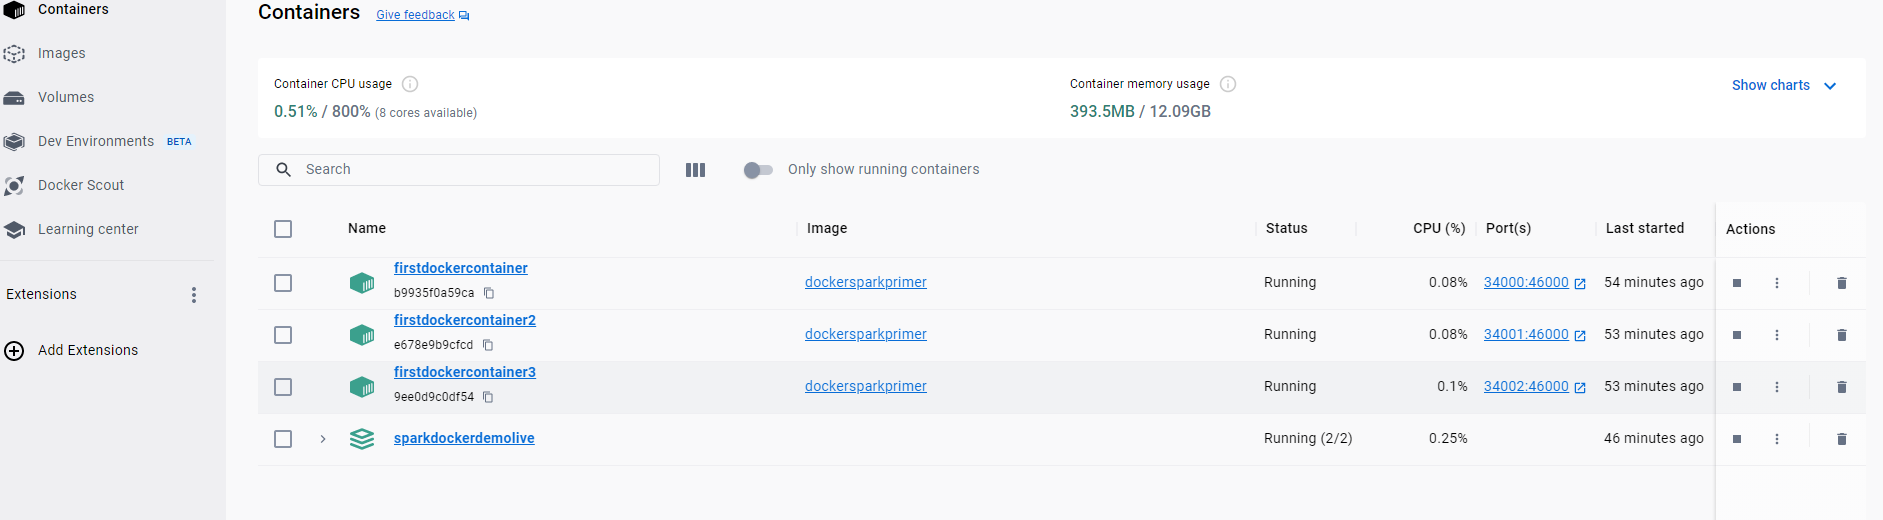 Containers
Images
Volumes
Dev Environments BETA
Docker Scout
Learning center
Extensions
Add Extensions
Containers Give feedback
Container CPU usage
0.51% / 800% (8 cores available)
Container memory usage
393.5MB / 12.09GB
Show charts
Search
Only show running containers
Name Image Status CPU (%) Port(s) Last started Actions
firstdockercontainer
b9935f0a59ca
dockersparkprimer Running 0.08% 34000:46000 54 minutes ago
firstdockercontainer2
e678e9b9cfcd
dockersparkprimer Running 0.08% 34001:46000 53 minutes ago
firstdockercontainer3
9ee0d9c0df54
dockersparkprimer Running 0.1% 34002:46000 53 minutes ago
sparkdockerdemolive Running (2/2) 0.25% 46 minutes ago